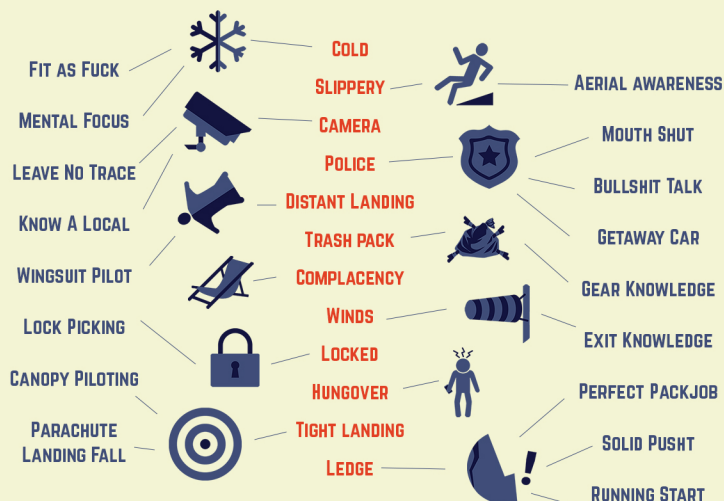 FIT AS FUCK
MENTAL FOCUS
LEAVE NO TRACE
KNOW A LOCAL
WINGSUIT PILOT
LOCK PICKING
CANOPY PILOTING
PARACHUTE
LANDING FALL
COLD
SLIPPERY
CAMERA
POLICE
DISTANT LANDING
TRASH PACK
COMPLACENCY
WINDS
LOCKED
HUNGOVER
TIGHT LANDING
LEDGE
AERIAL AWARENESS
MOUTH SHUT
BULLSHIT TALK
GETAWAY CAR
GEAR KNOWLEDGE
EXIT KNOWLEDGE
PERFECT PACKJOB
SOLID PUSHT
RUNNING START